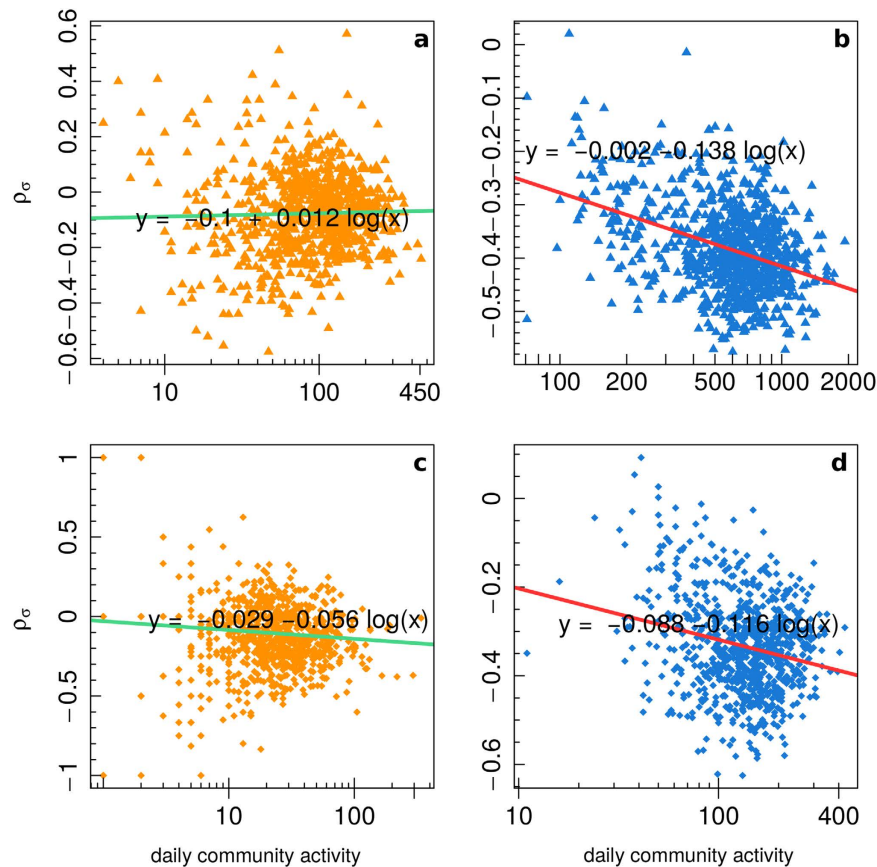 a
0.6
0.4
0.2
0
−0.2
−0.4
−0.6
ρσ
y = −0.1 + 0.012 log(x)
10 100 450
b
0
−0.1
−0.2
−0.3
−0.4
−0.5
y = −0.002 −0.138 log(x)
100 200 500 1000 2000
c
1
0.5
0
−0.5
−1
ρσ
y = −0.029 −0.056 log(x)
10 100
daily community activity
d
0
−0.2
−0.4
−0.6
y = −0.088 −0.116 log(x)
10 100 400
daily community activity